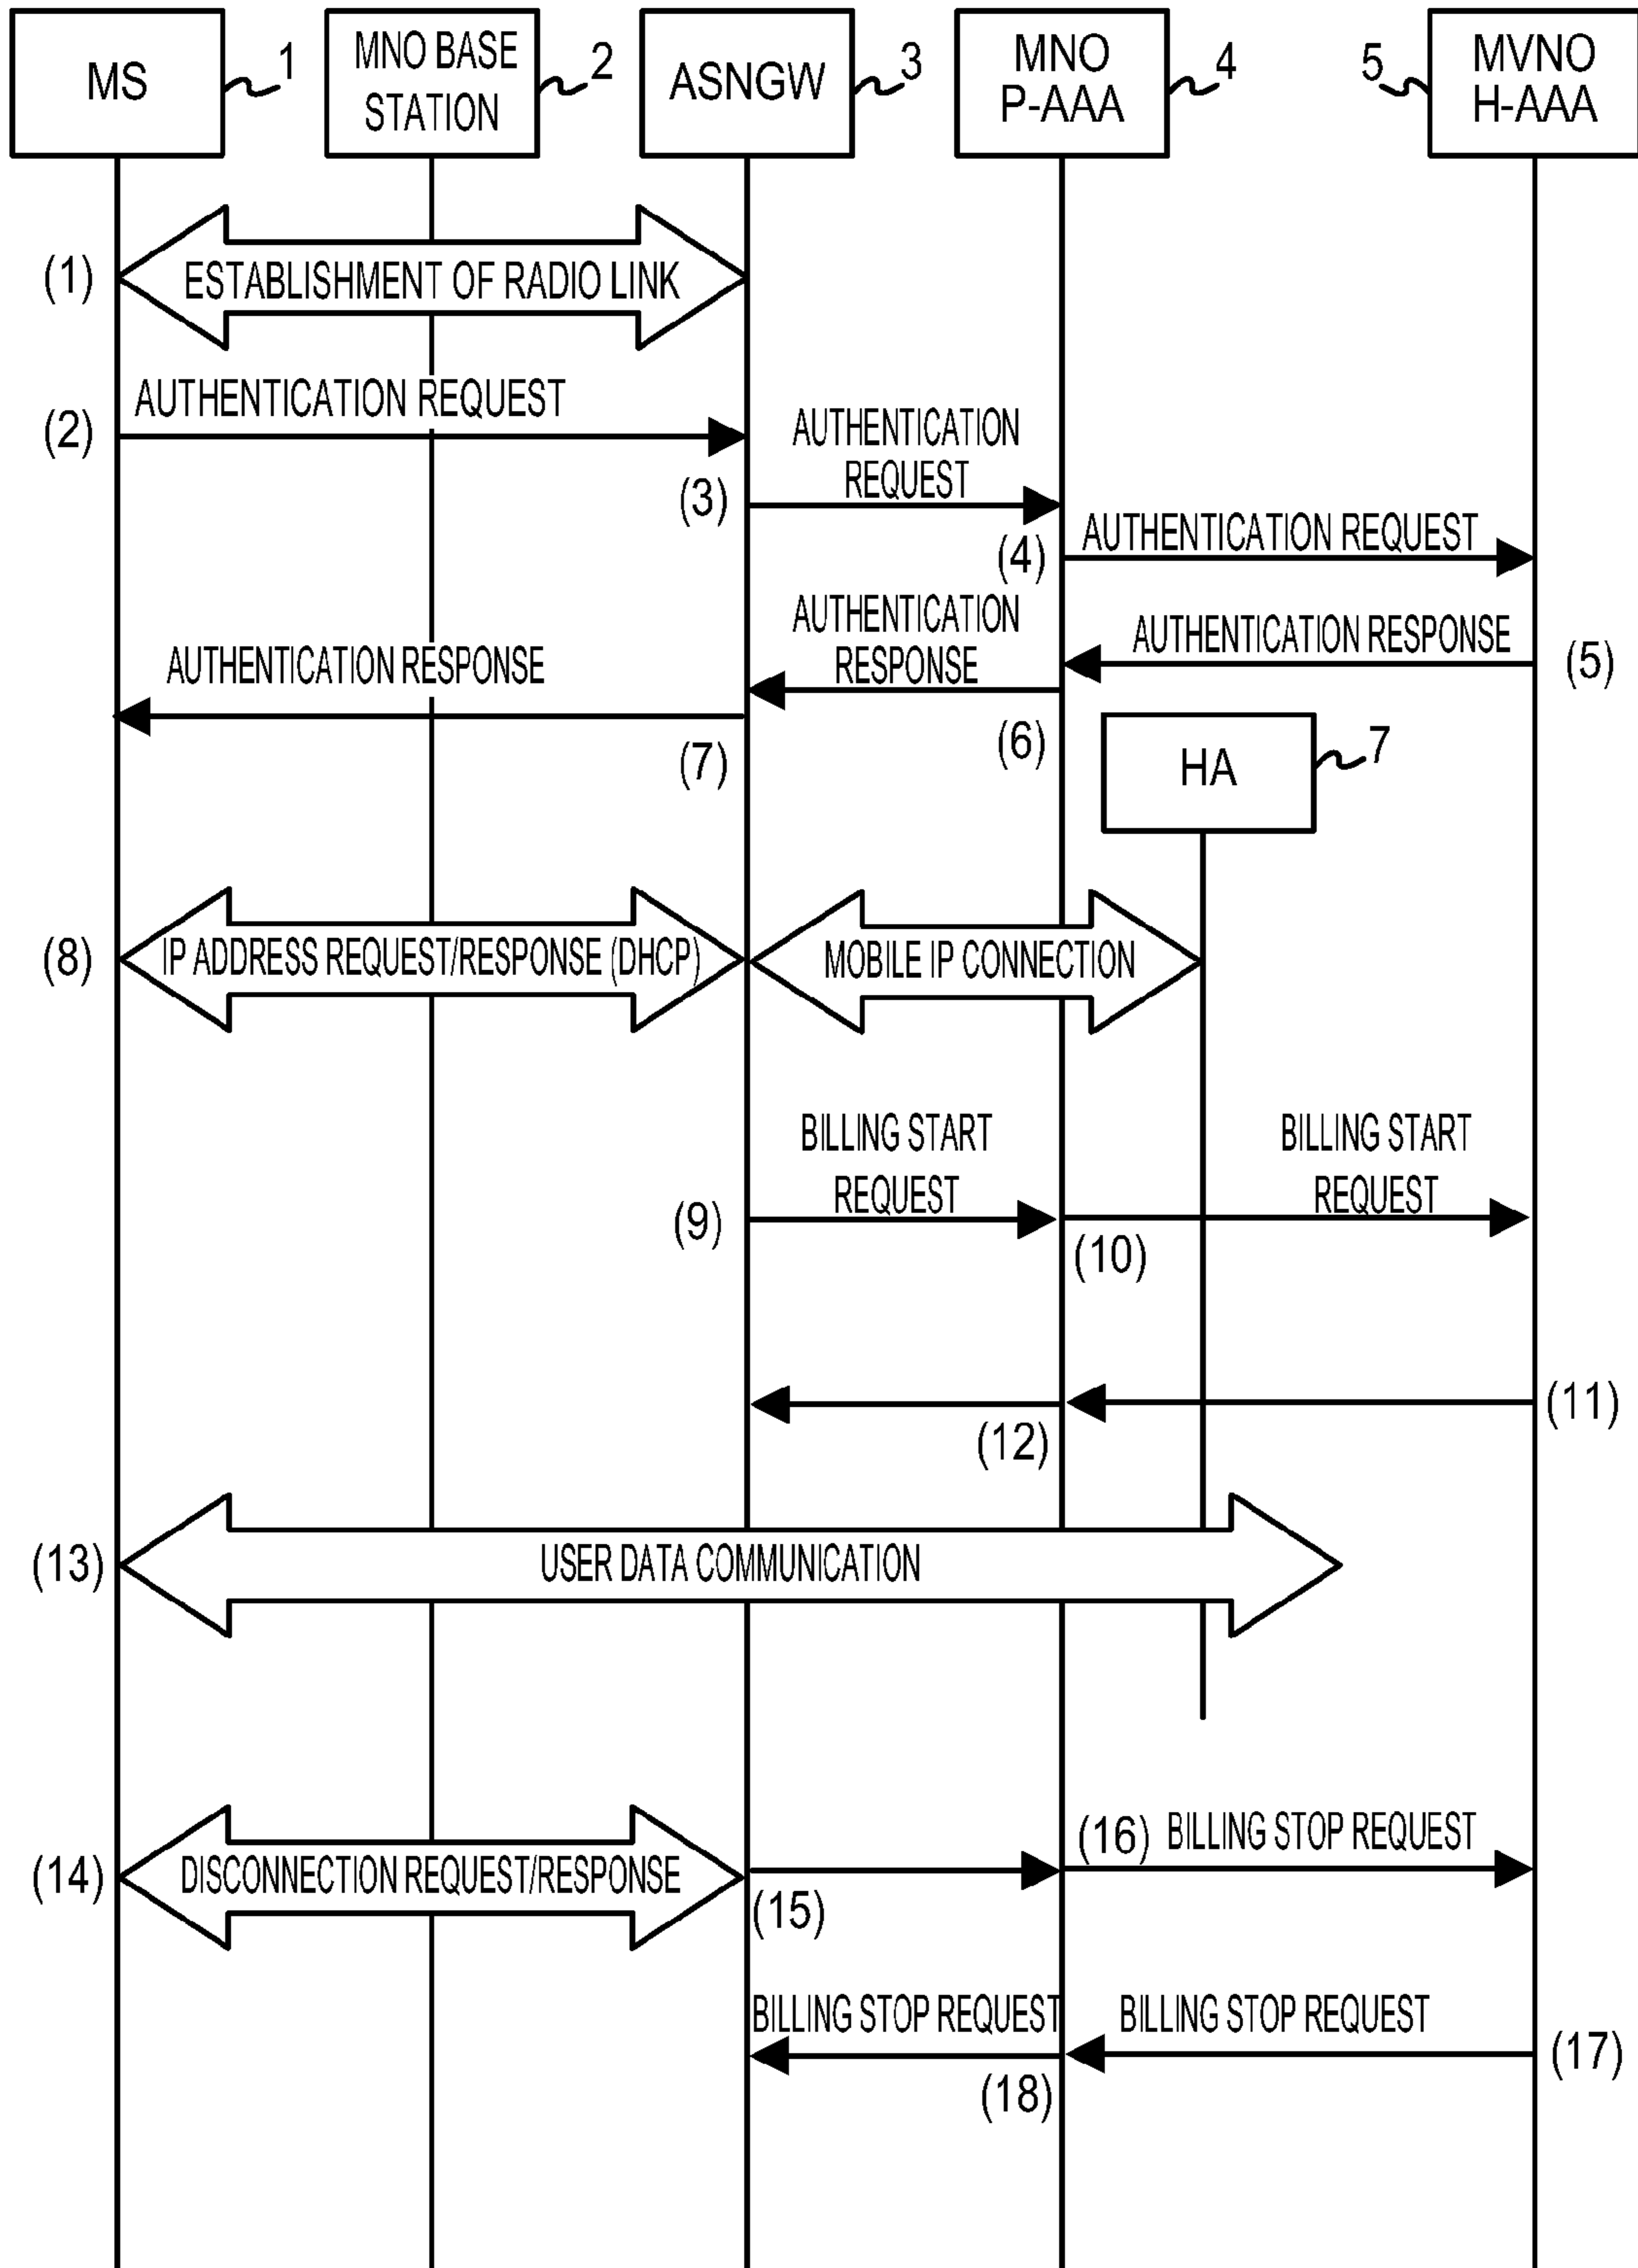 MS
1
MNO BASE
STATION
2
ASNGW
3
MNO
P-AAA
4
5
MVNO
H-AAA
(1)
ESTABLISHMENT OF RADIO LINK
(2)
AUTHENTICATION REQUEST
(3)
AUTHENTICATION
REQUEST
(4)
AUTHENTICATION REQUEST
AUTHENTICATION RESPONSE
(5)
AUTHENTICATION
RESPONSE
(6)
AUTHENTICATION RESPONSE
(7)
HA
7
(8)
IP ADDRESS REQUEST/RESPONSE (DHCP)
MOBILE IP CONNECTION
BILLING START
REQUEST
(9)
BILLING START
REQUEST
(10)
(11)
(12)
(13)
USER DATA COMMUNICATION
(14)
DISCONNECTION REQUEST/RESPONSE
(15)
(16)
BILLING STOP REQUEST
BILLING STOP REQUEST
BILLING STOP REQUEST
(17)
(18)